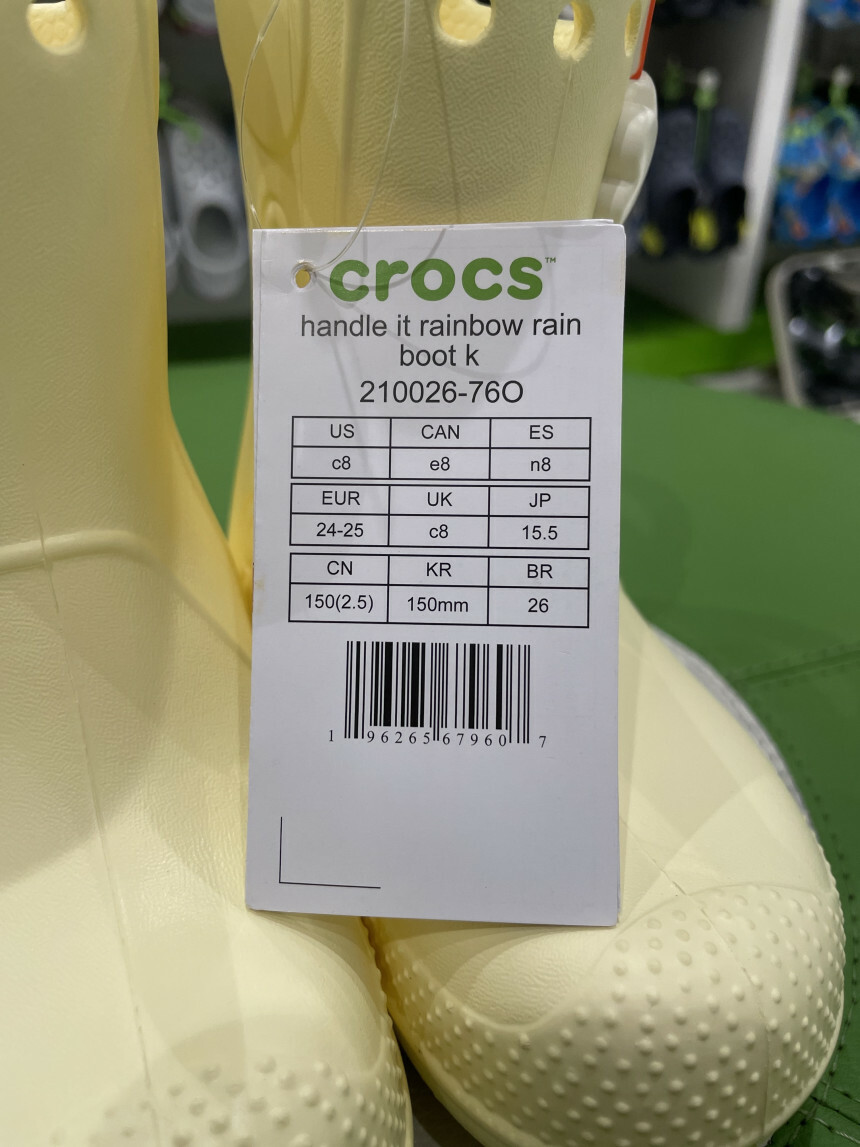 crocs™
handle it rainbow rain
boot k
210026-76O
US CAN ES
c8 e8 n8
EUR UK JP
24-25 c8 15.5
CN KR BR
150(2.5) 150mm 26
1 96265 67960 7